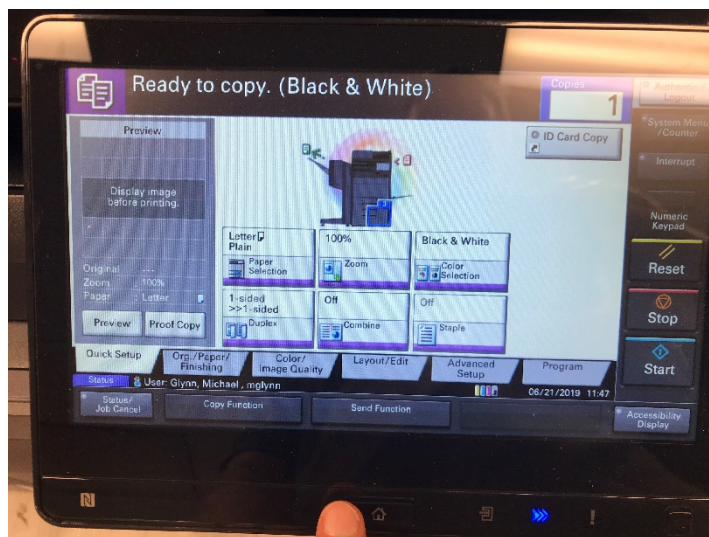 Ready to copy. (Black & White)
Copies
1
Logout
Preview
Display image
before printing.
Original ---
Zoom : 100%
Paper : Letter
Preview
Proof Copy
ID Card Copy
Letter
Plain
Paper
Selection
100%
Zoom
Black & White
Color
Selection
1-sided
>>1-sided
Duplex
Off
Combine
Off
Staple
Quick Setup
Org./Paper/
Finishing
Color/
Image Quality
Layout/Edit
Advanced
Setup
Program
Status
User: Glynn, Michael , mglynn
06/21/2019 11:47
Status/
Job Cancel
Copy Function
Send Function
System Menu
/Counter
Interrupt
Numeric
Keypad
Reset
Stop
Start
Accessibility
Display